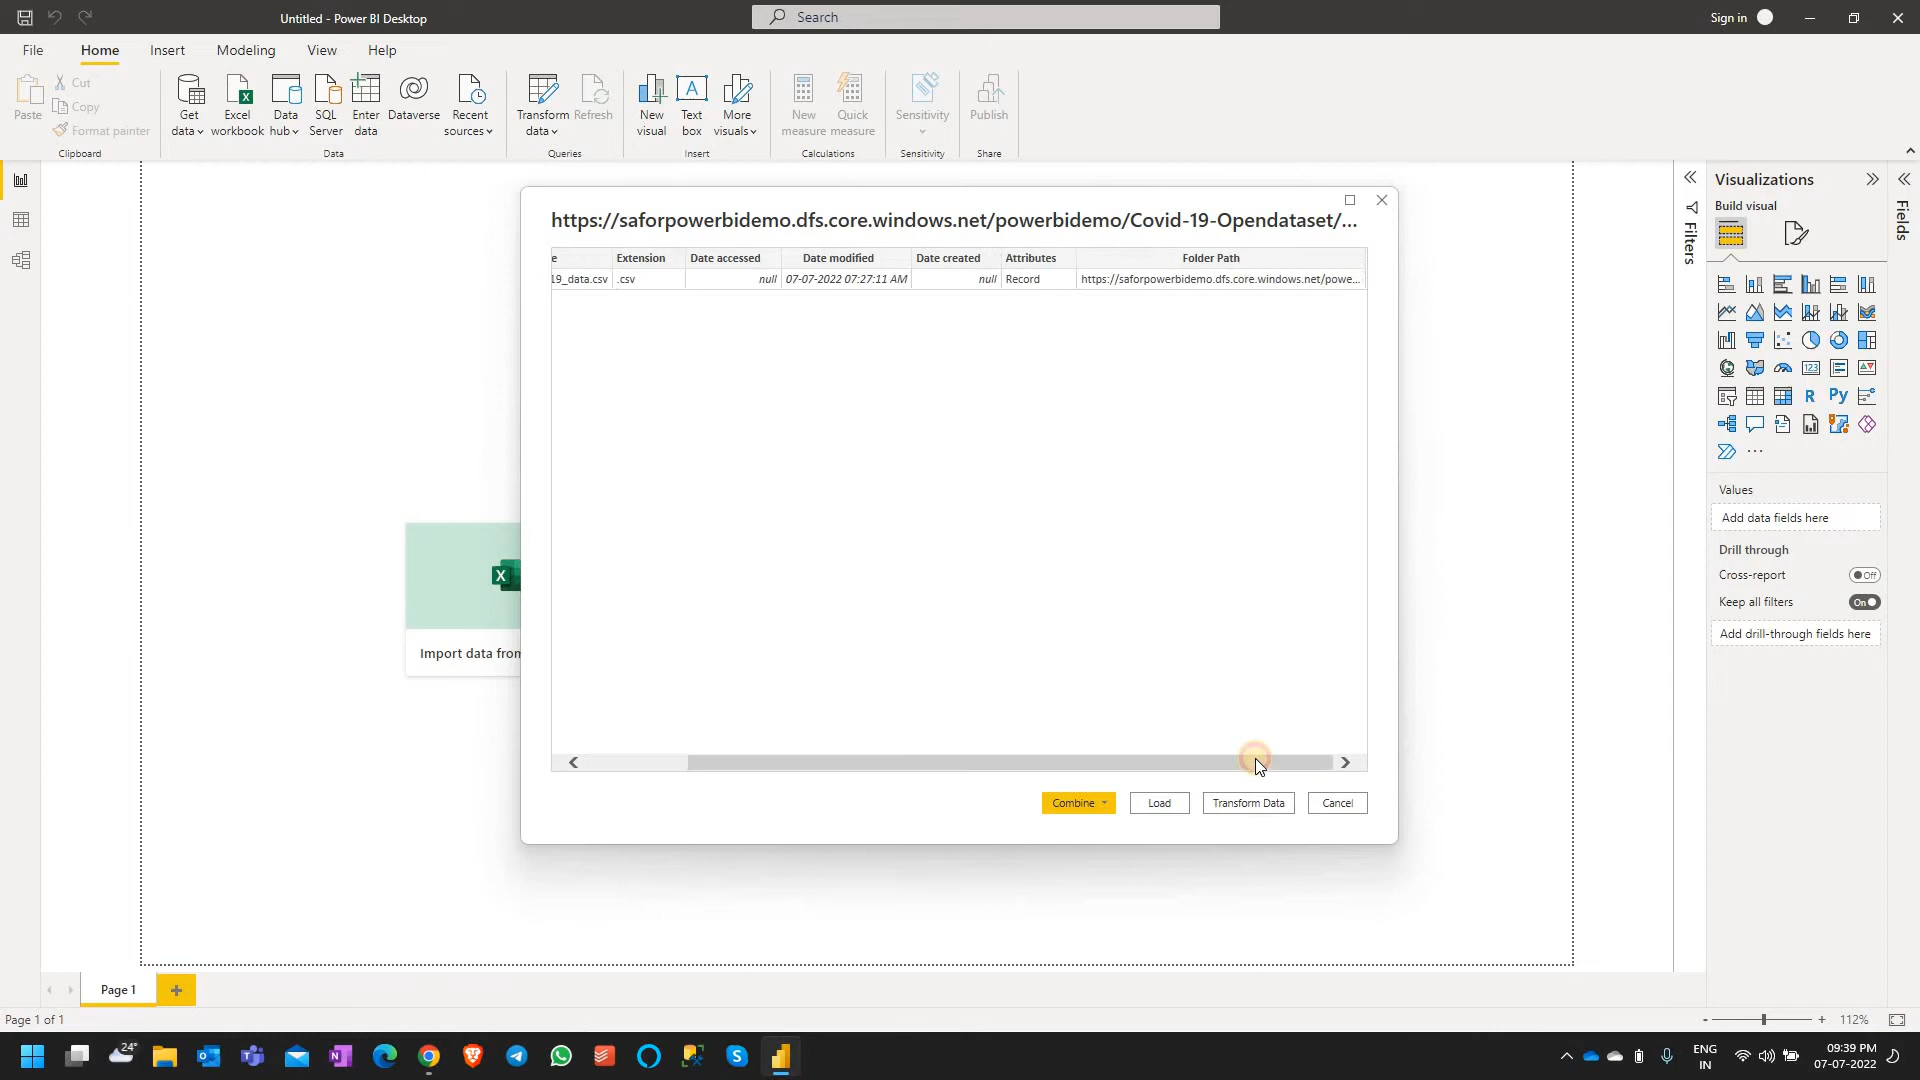 Untitled - Power BI Desktop
Search
Sign in
File
Home
Insert
Modeling
View
Help
Paste
Cut
Copy
Format painter
Clipboard
Get data
Excel workbook
Data hub
SQL Server
Enter data
Dataverse
Recent sources
Data
Transform data
Refresh
Queries
New visual
Text box
More visuals
Insert
New measure
Quick measure
Calculations
Sensitivity
Sensitivity
Publish
Share
https://saforpowerbidemo.dfs.core.windows.net/powerbidemo/Covid-19-Opendataset/...
e Extension Date accessed Date modified Date created Attributes Folder Path
19_data.csv .csv null 07-07-2022 07:27:11 AM null Record https://saforpowerbidemo.dfs.core.windows.net/powe...
Combine
Load
Transform Data
Cancel
Import data from
Filters
Visualizations
Build visual
123
R
Py
...
Values
Add data fields here
Drill through
Cross-report
Off
Keep all filters
On
Add drill-through fields here
Fields
Page 1
+
Page 1 of 1
- + 112%
24°
ENG
IN
09:39 PM
07-07-2022